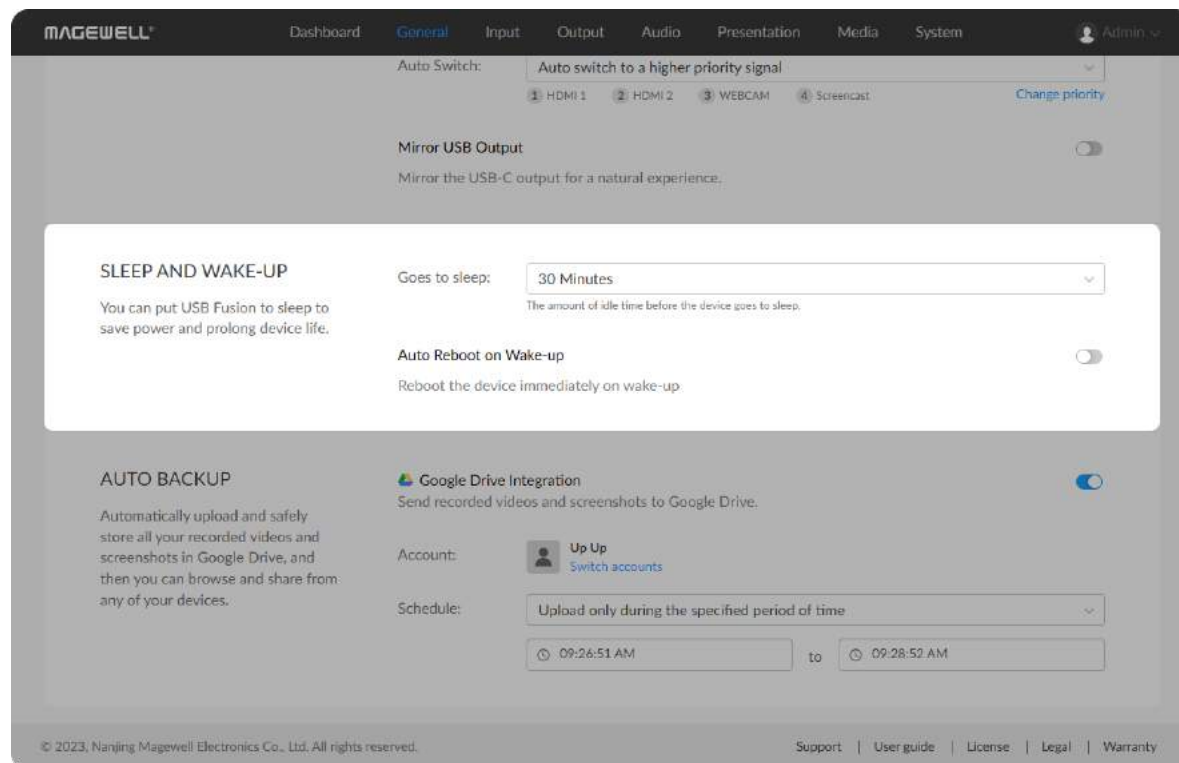 MAGEWELL Dashboard General Input Output Audio Presentation Media System Admin
Auto Switch: Auto switch to a higher priority signal
1 HDMI 1 2 HDMI 2 3 WEBCAM 4 Screencast Change priority
Mirror USB Output
Mirror the USB-C output for a natural experience.
SLEEP AND WAKE-UP
You can put USB Fusion to sleep to
save power and prolong device life.
Goes to sleep: 30 Minutes
The amount of idle time before the device goes to sleep.
Auto Reboot on Wake-up
Reboot the device immediately on wake-up
AUTO BACKUP
Automatically upload and safely
store all your recorded videos and
screenshots in Google Drive, and
then you can browse and share from
any of your devices.
Google Drive Integration
Send recorded videos and screenshots to Google Drive.
Account: Up Up
Switch accounts
Schedule: Upload only during the specified period of time
09:26:51 AM to 09:28:52 AM
© 2023, Nanjing Magewell Electronics Co., Ltd. All rights reserved. Support | User guide | License | Legal | Warranty